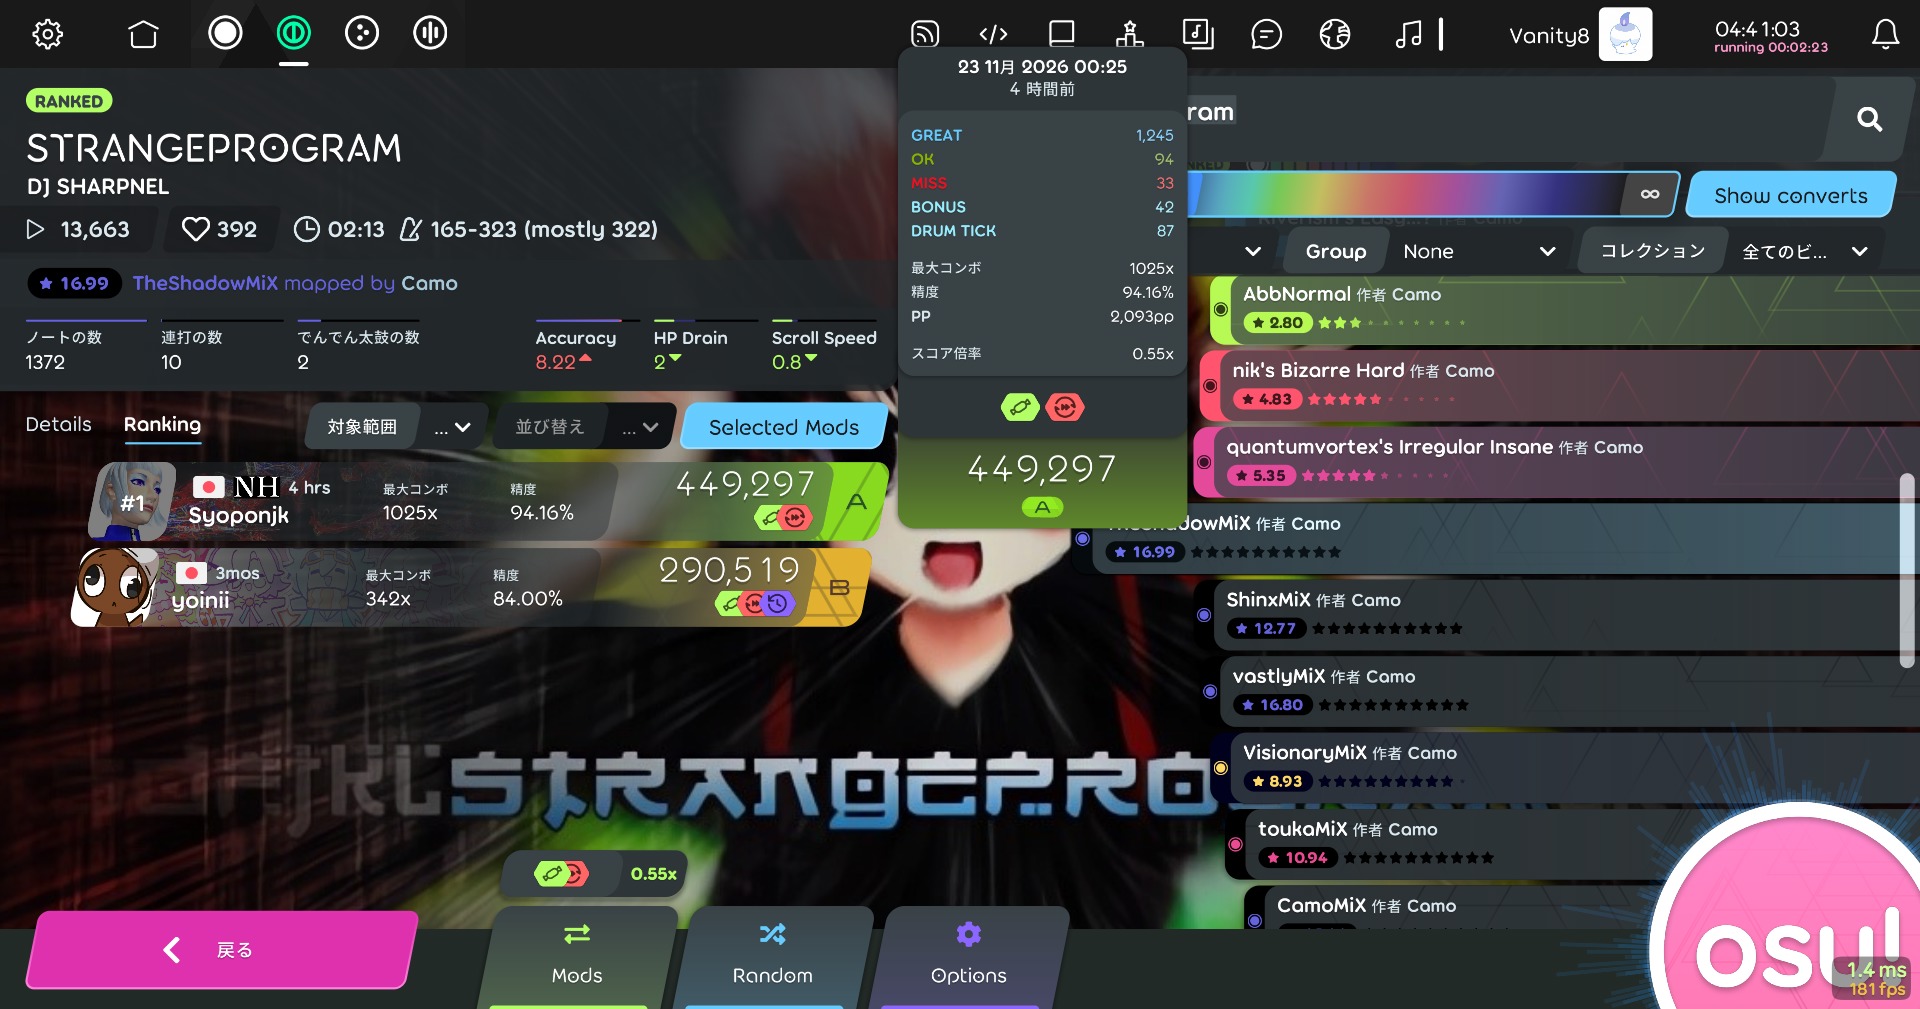 Vanity8
04:41:03
running 00:02:23
RANKED
STRANGEPROGRAM
DJ SHARPNEL
13,663
392
02:13
165-323 (mostly 322)
16.99
TheShadowMiX mapped by Camo
ノートの数
1372
連打の数
10
でんでん太鼓の数
2
Accuracy
8.22
HP Drain
2
Scroll Speed
0.8
Details
Ranking
対象範囲
...
並び替え
...
Selected Mods
#1
NH 4 hrs
Syoponjk
最大コンボ
1025x
精度
94.16%
449,297
A
3mos
yoinii
最大コンボ
342x
精度
84.00%
290,519
B
23 11月 2026 00:25
4 時間前
GREAT 1,245
OK 94
MISS 33
BONUS 42
DRUM TICK 87
最大コンボ 1025x
精度 94.16%
PP 2,093pp
スコア倍率 0.55x
449,297
A
ram
∞
Show converts
Group
None
コレクション
全てのビ...
AbbNormal 作者 Camo
2.80
nik's Bizarre Hard 作者 Camo
4.83
quantumvortex's Irregular Insane 作者 Camo
5.35
TheShadowMiX 作者 Camo
16.99
ShinxMiX 作者 Camo
12.77
vastlyMiX 作者 Camo
16.80
VisionaryMiX 作者 Camo
8.93
toukaMiX 作者 Camo
10.94
CamoMiX 作者 Camo
STRANGEPRO
0.55x
戻る
Mods
Random
Options
osu!
1.4 ms
181 fps